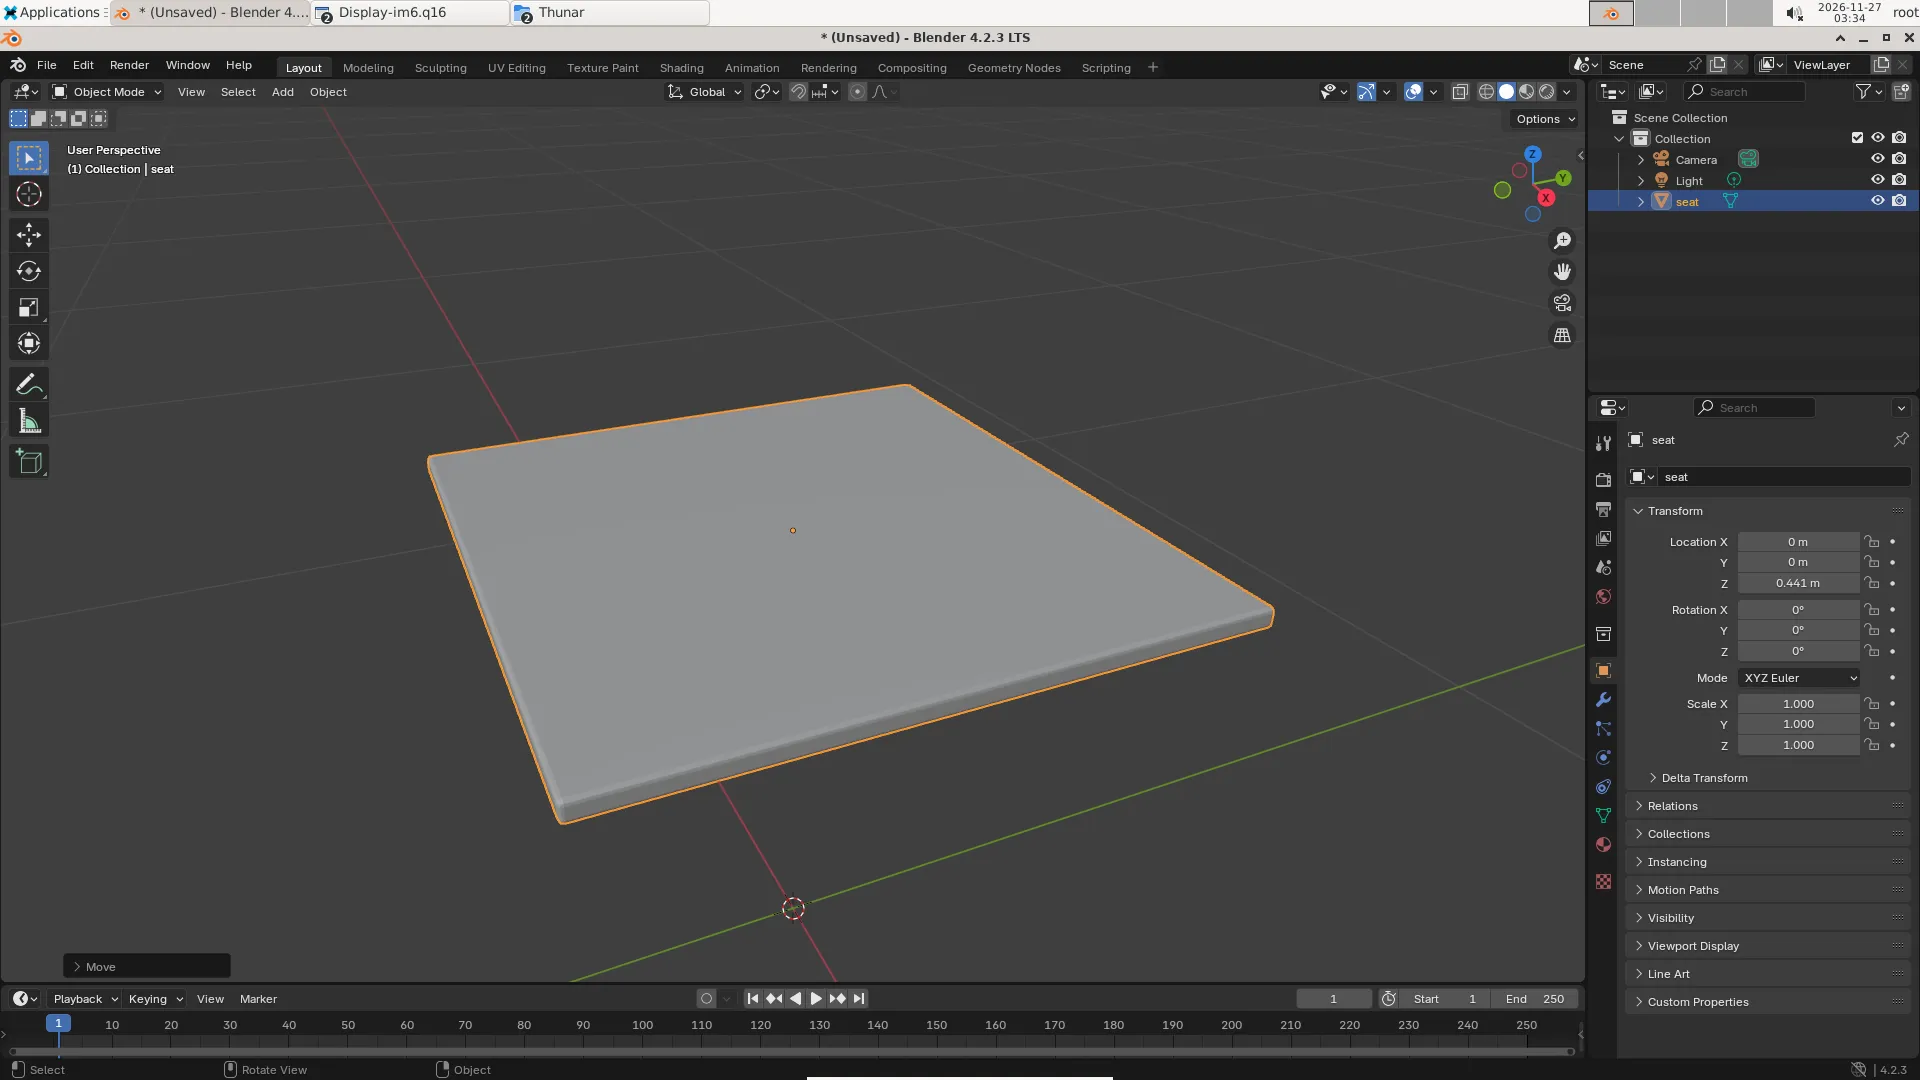 Applications
* (Unsaved) - Blender 4....
2
Display-im6.q16
2
Thunar
2026-11-27
03:34
root
* (Unsaved) - Blender 4.2.3 LTS
File
Edit
Render
Window
Help
Layout
Modeling
Sculpting
UV Editing
Texture Paint
Shading
Animation
Rendering
Compositing
Geometry Nodes
Scripting
Scene
ViewLayer
Object Mode
View
Select
Add
Object
Global
Search
Options
User Perspective
(1) Collection | seat
Z
Y
X
Scene Collection
Collection
Camera
Light
seat
Search
seat
seat
Transform
Location X 0 m
Y 0 m
Z 0.441 m
Rotation X 0°
Y 0°
Z 0°
Mode XYZ Euler
Scale X 1.000
Y 1.000
Z 1.000
Delta Transform
Relations
Collections
Instancing
Motion Paths
Visibility
Viewport Display
Line Art
Custom Properties
Move
Playback
Keying
View
Marker
1
Start 1
End 250
1 10 20 30 40 50 60 70 80 90 100 110 120 130 140 150 160 170 180 190 200 210 220 230 240 250
Select
Rotate View
Object
4.2.3